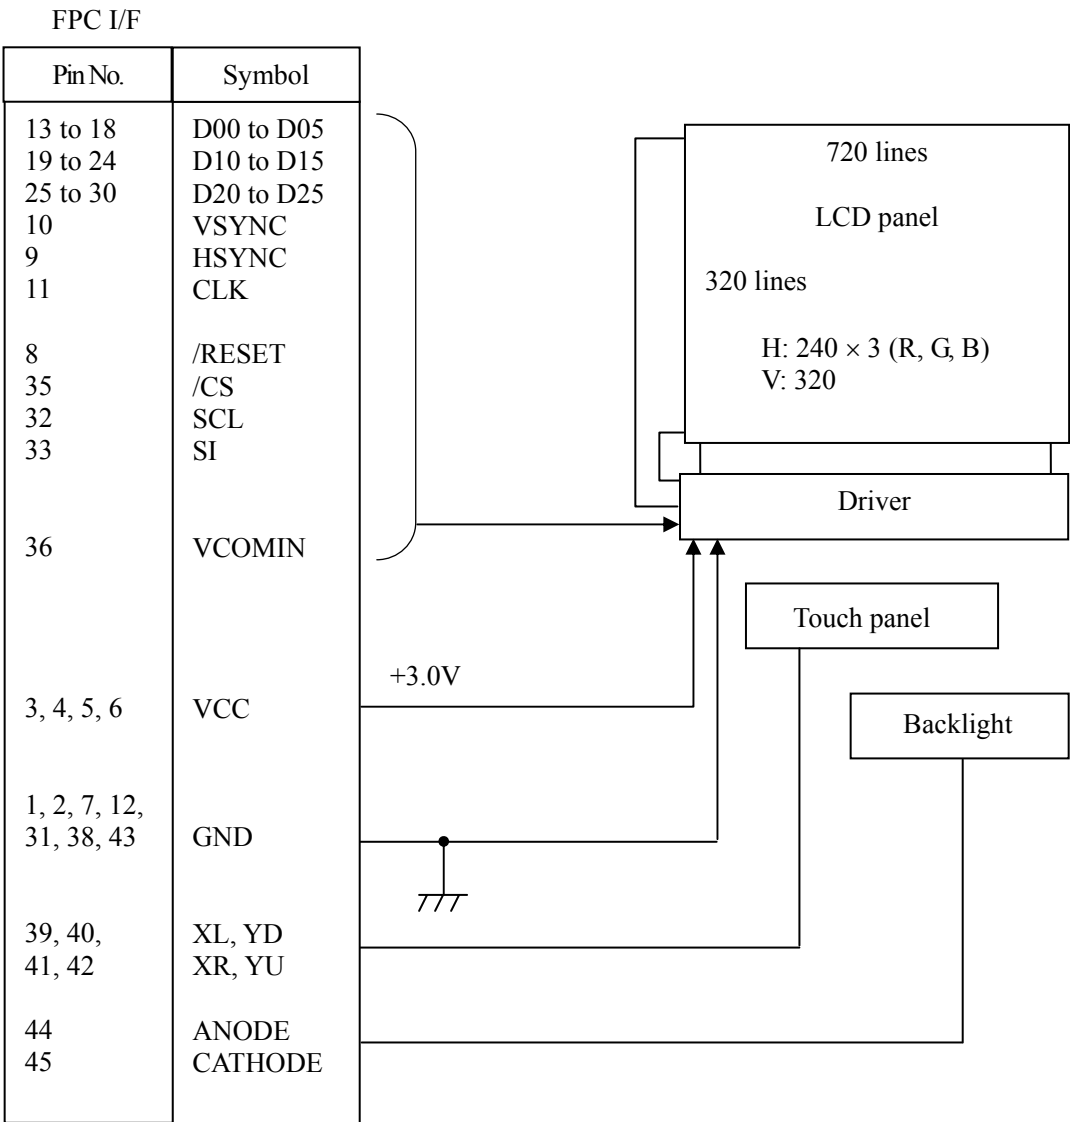 FPC I/F
Pin No. Symbol
13 to 18 D00 to D05
19 to 24 D10 to D15
25 to 30 D20 to D25
10 VSYNC
9 HSYNC
11 CLK
8 /RESET
35 /CS
32 SCL
33 SI
36 VCOMIN
3, 4, 5, 6 VCC
1, 2, 7, 12,
31, 38, 43 GND
39, 40, XL, YD
41, 42 XR, YU
44 ANODE
45 CATHODE
+3.0V
720 lines
LCD panel
320 lines
H: 240 × 3 (R, G, B)
V: 320
Driver
Touch panel
Backlight